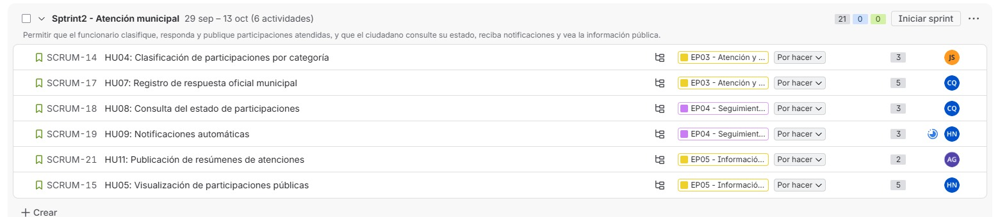 Sptrint2 - Atención municipal 29 sep – 13 oct (6 actividades) 21 0 0 Iniciar sprint
Permitir que el funcionario clasifique, responda y publique participaciones atendidas, y que el ciudadano consulte su estado, reciba notificaciones y vea la información pública.
SCRUM-14 HU04: Clasificación de participaciones por categoría EP03 - Atención y ... Por hacer 3 JS
SCRUM-17 HU07: Registro de respuesta oficial municipal EP03 - Atención y ... Por hacer 5 CQ
SCRUM-18 HU08: Consulta del estado de participaciones EP04 - Seguimient... Por hacer 3 CQ
SCRUM-19 HU09: Notificaciones automáticas EP04 - Seguimient... Por hacer 3 HN
SCRUM-21 HU11: Publicación de resúmenes de atenciones EP05 - Informació... Por hacer 2 AG
SCRUM-15 HU05: Visualización de participaciones públicas EP05 - Informació... Por hacer 5 HN
Crear